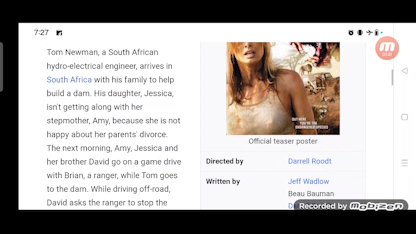 7:27
Tom Newman, a South African
hydro-electrical engineer, arrives in
South Africa with his family to help
build a dam. His daughter, Jessica,
isn't getting along with her
stepmother, Amy, because she is not
happy about her parents' divorce.
The next morning, Amy, Jessica and
her brother David go on a game drive
with Brian, a ranger, while Tom goes
to the dam. While driving off-road,
David asks the ranger to stop the
Official teaser poster
Directed by
Darrell Roodt
Written by
Jeff Wadlow
Beau Bauman
Recorded by
MOBIZEN